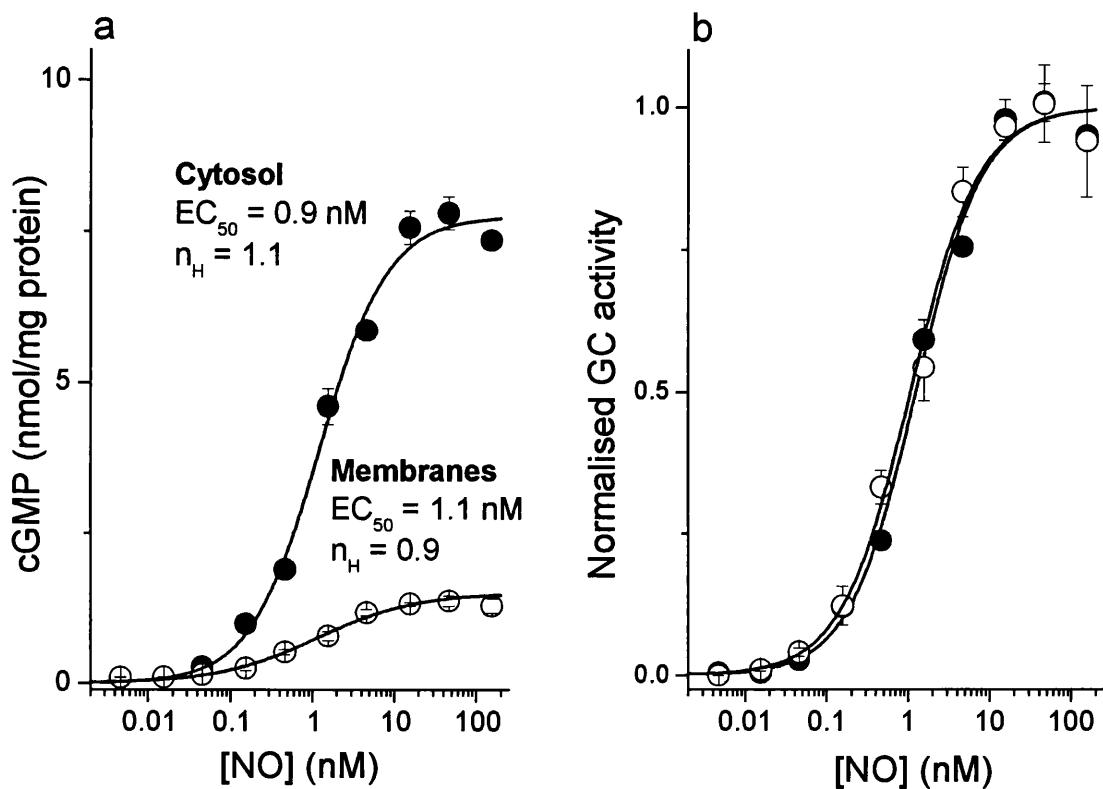 a
cGMP (nmol/mg protein)
10
5
0
Cytosol
EC50 = 0.9 nM
nH = 1.1
Membranes
EC50 = 1.1 nM
nH = 0.9
0.01 0.1 1 10 100
[NO] (nM)
b
Normalised GC activity
1.0
0.5
0.0
0.01 0.1 1 10 100
[NO] (nM)